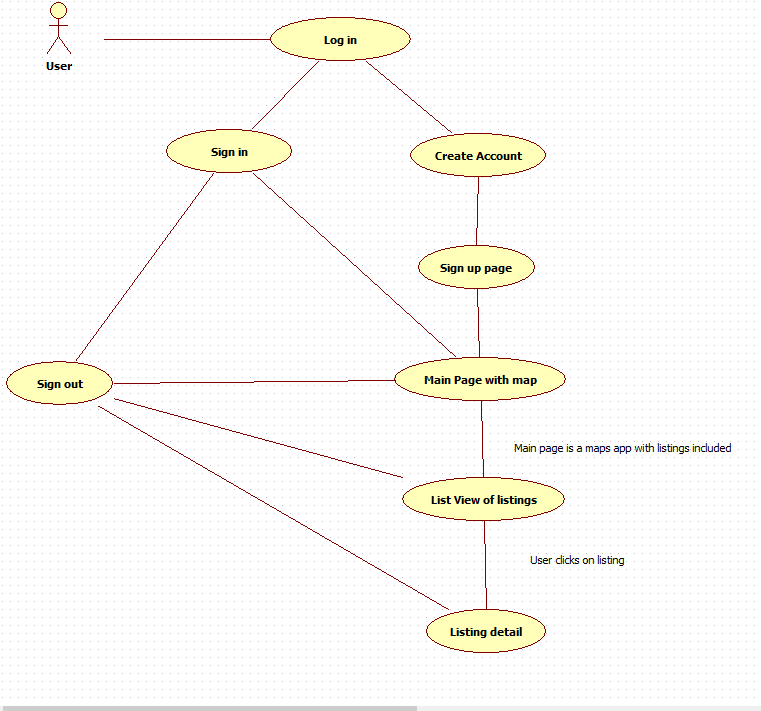 Log in
User
Sign in
Create Account
Sign up page
Sign out
Main Page with map
Main page is a maps app with listings included
List View of listings
User clicks on listing
Listing detail